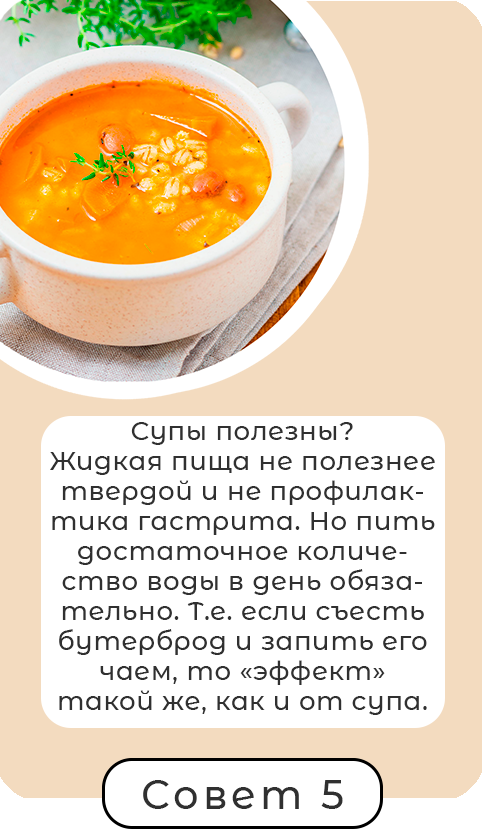 Супы полезны?
Жидкая пища не полезнее
твердой и не профилак-
тика гастрита. Но пить
достаточное количе-
ство воды в день обяза-
тельно. Т.е. если съесть
бутерброд и запить его
чаем, то «эффект»
такой же, как и от супа.
Совет 5